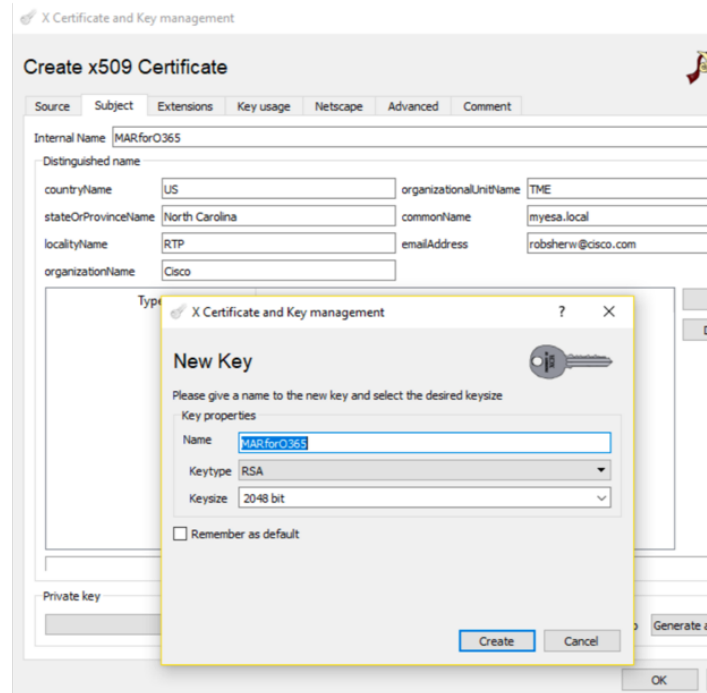 X Certificate and Key management
Create x509 Certificate
Source Subject Extensions Key usage Netscape Advanced Comment
Internal Name MARforO365
Distinguished name
countryName US organizationalUnitName TME
stateOrProvinceName North Carolina commonName myesa.local
localityName RTP emailAddress robsherw@cisco.com
organizationName Cisco
X Certificate and Key management ? X
New Key
Please give a name to the new key and select the desired keysize
Key properties
Name MARforO365
Keytype RSA
Keysize 2048 bit
Remember as default
Private key
Generate a
Create Cancel
OK